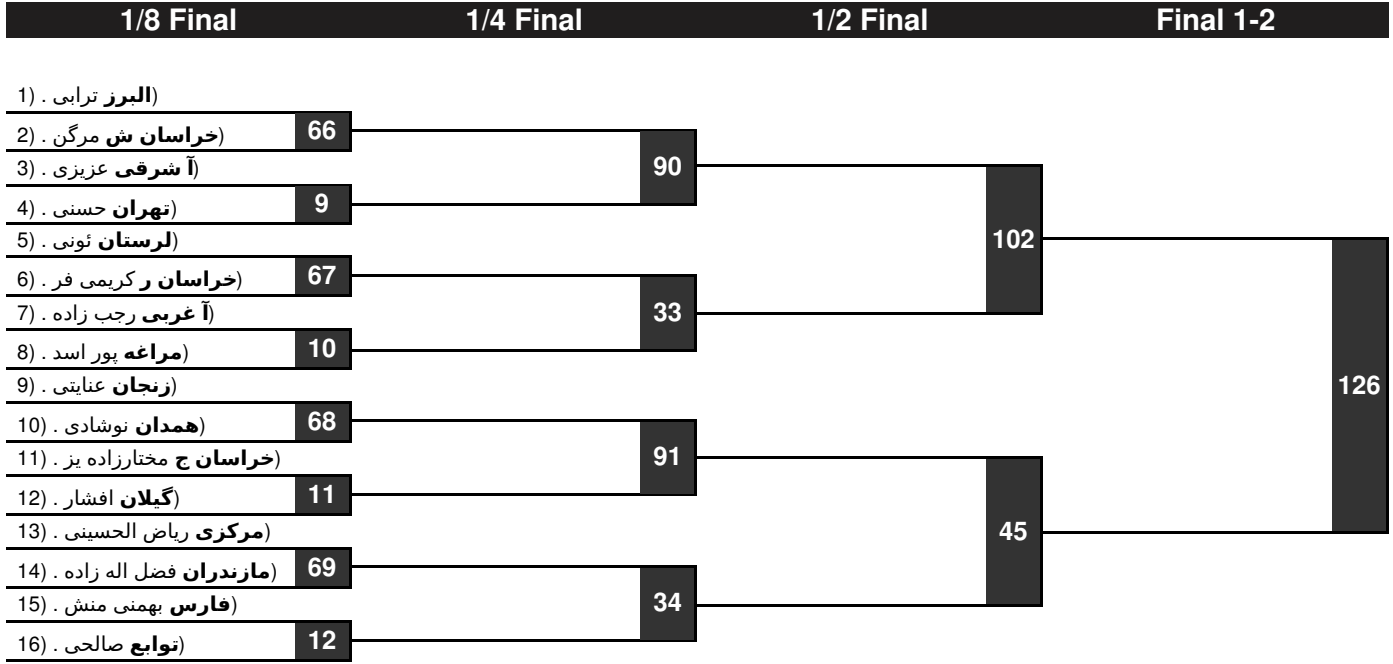 1/8 Final 1/4 Final 1/2 Final Final 1-2
1) . ترابی البرز)
2) . مرگن خراسان ش) 66
3) . عزیزی آ شرقی) 90
4) . حسنی تهران) 9
5) . ئونی لرستان) 102
6) . کریمی فر خراسان ر) 67
7) . رجب زاده آ غربی) 33
8) . پور اسد مراغه) 10
9) . عنایتی زنجان) 126
10) . نوشادی همدان) 68
11) . مختارزاده یز خراسان ج) 91
12) . افشار گیلان) 11
13) . ریاض الحسینی مرکزی) 45
14) . فضل اله زاده مازندران) 69
15) . بهمنی منش فارس) 34
16) . صالحی توابع) 12